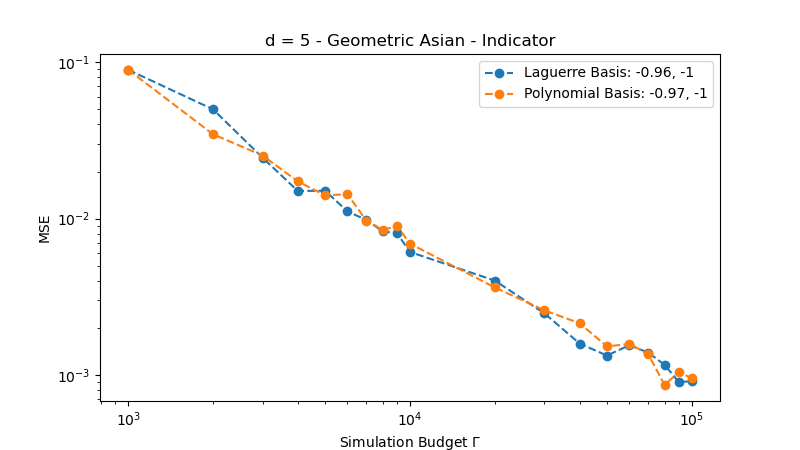 d = 5 - Geometric Asian - Indicator
Laguerre Basis: -0.96, -1
Polynomial Basis: -0.97, -1
MSE
10⁻¹
10⁻²
10⁻³
10³ 10⁴ 10⁵
Simulation Budget Γ